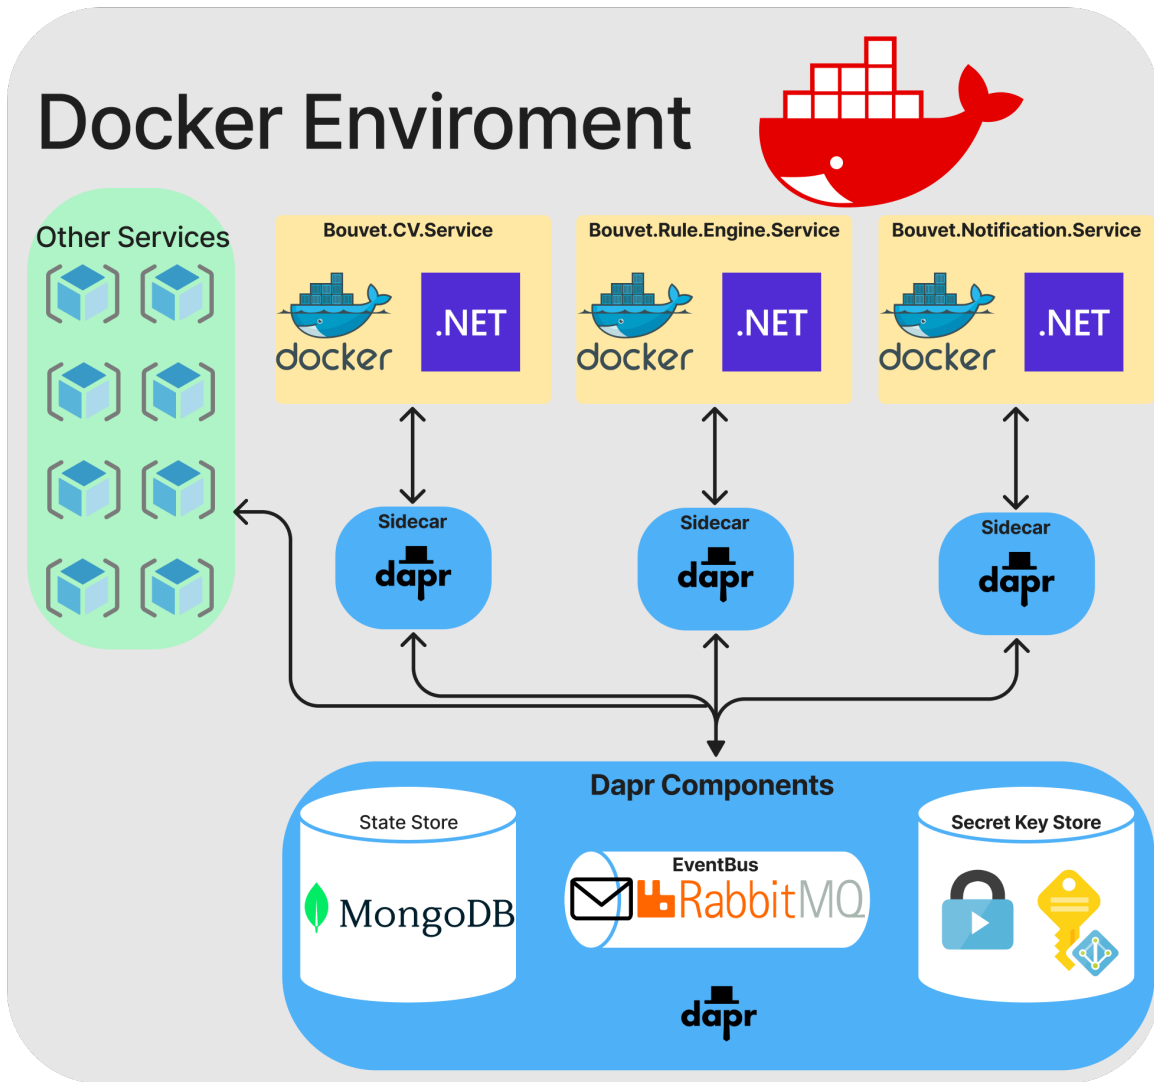 Docker Enviroment
Other Services
Bouvet.CV.Service
Bouvet.Rule.Engine.Service
Bouvet.Notification.Service
docker
.NET
docker
.NET
docker
.NET
Sidecar
dapr
Sidecar
dapr
Sidecar
dapr
Dapr Components
State Store
MongoDB
EventBus
RabbitMQ
Secret Key Store
dapr